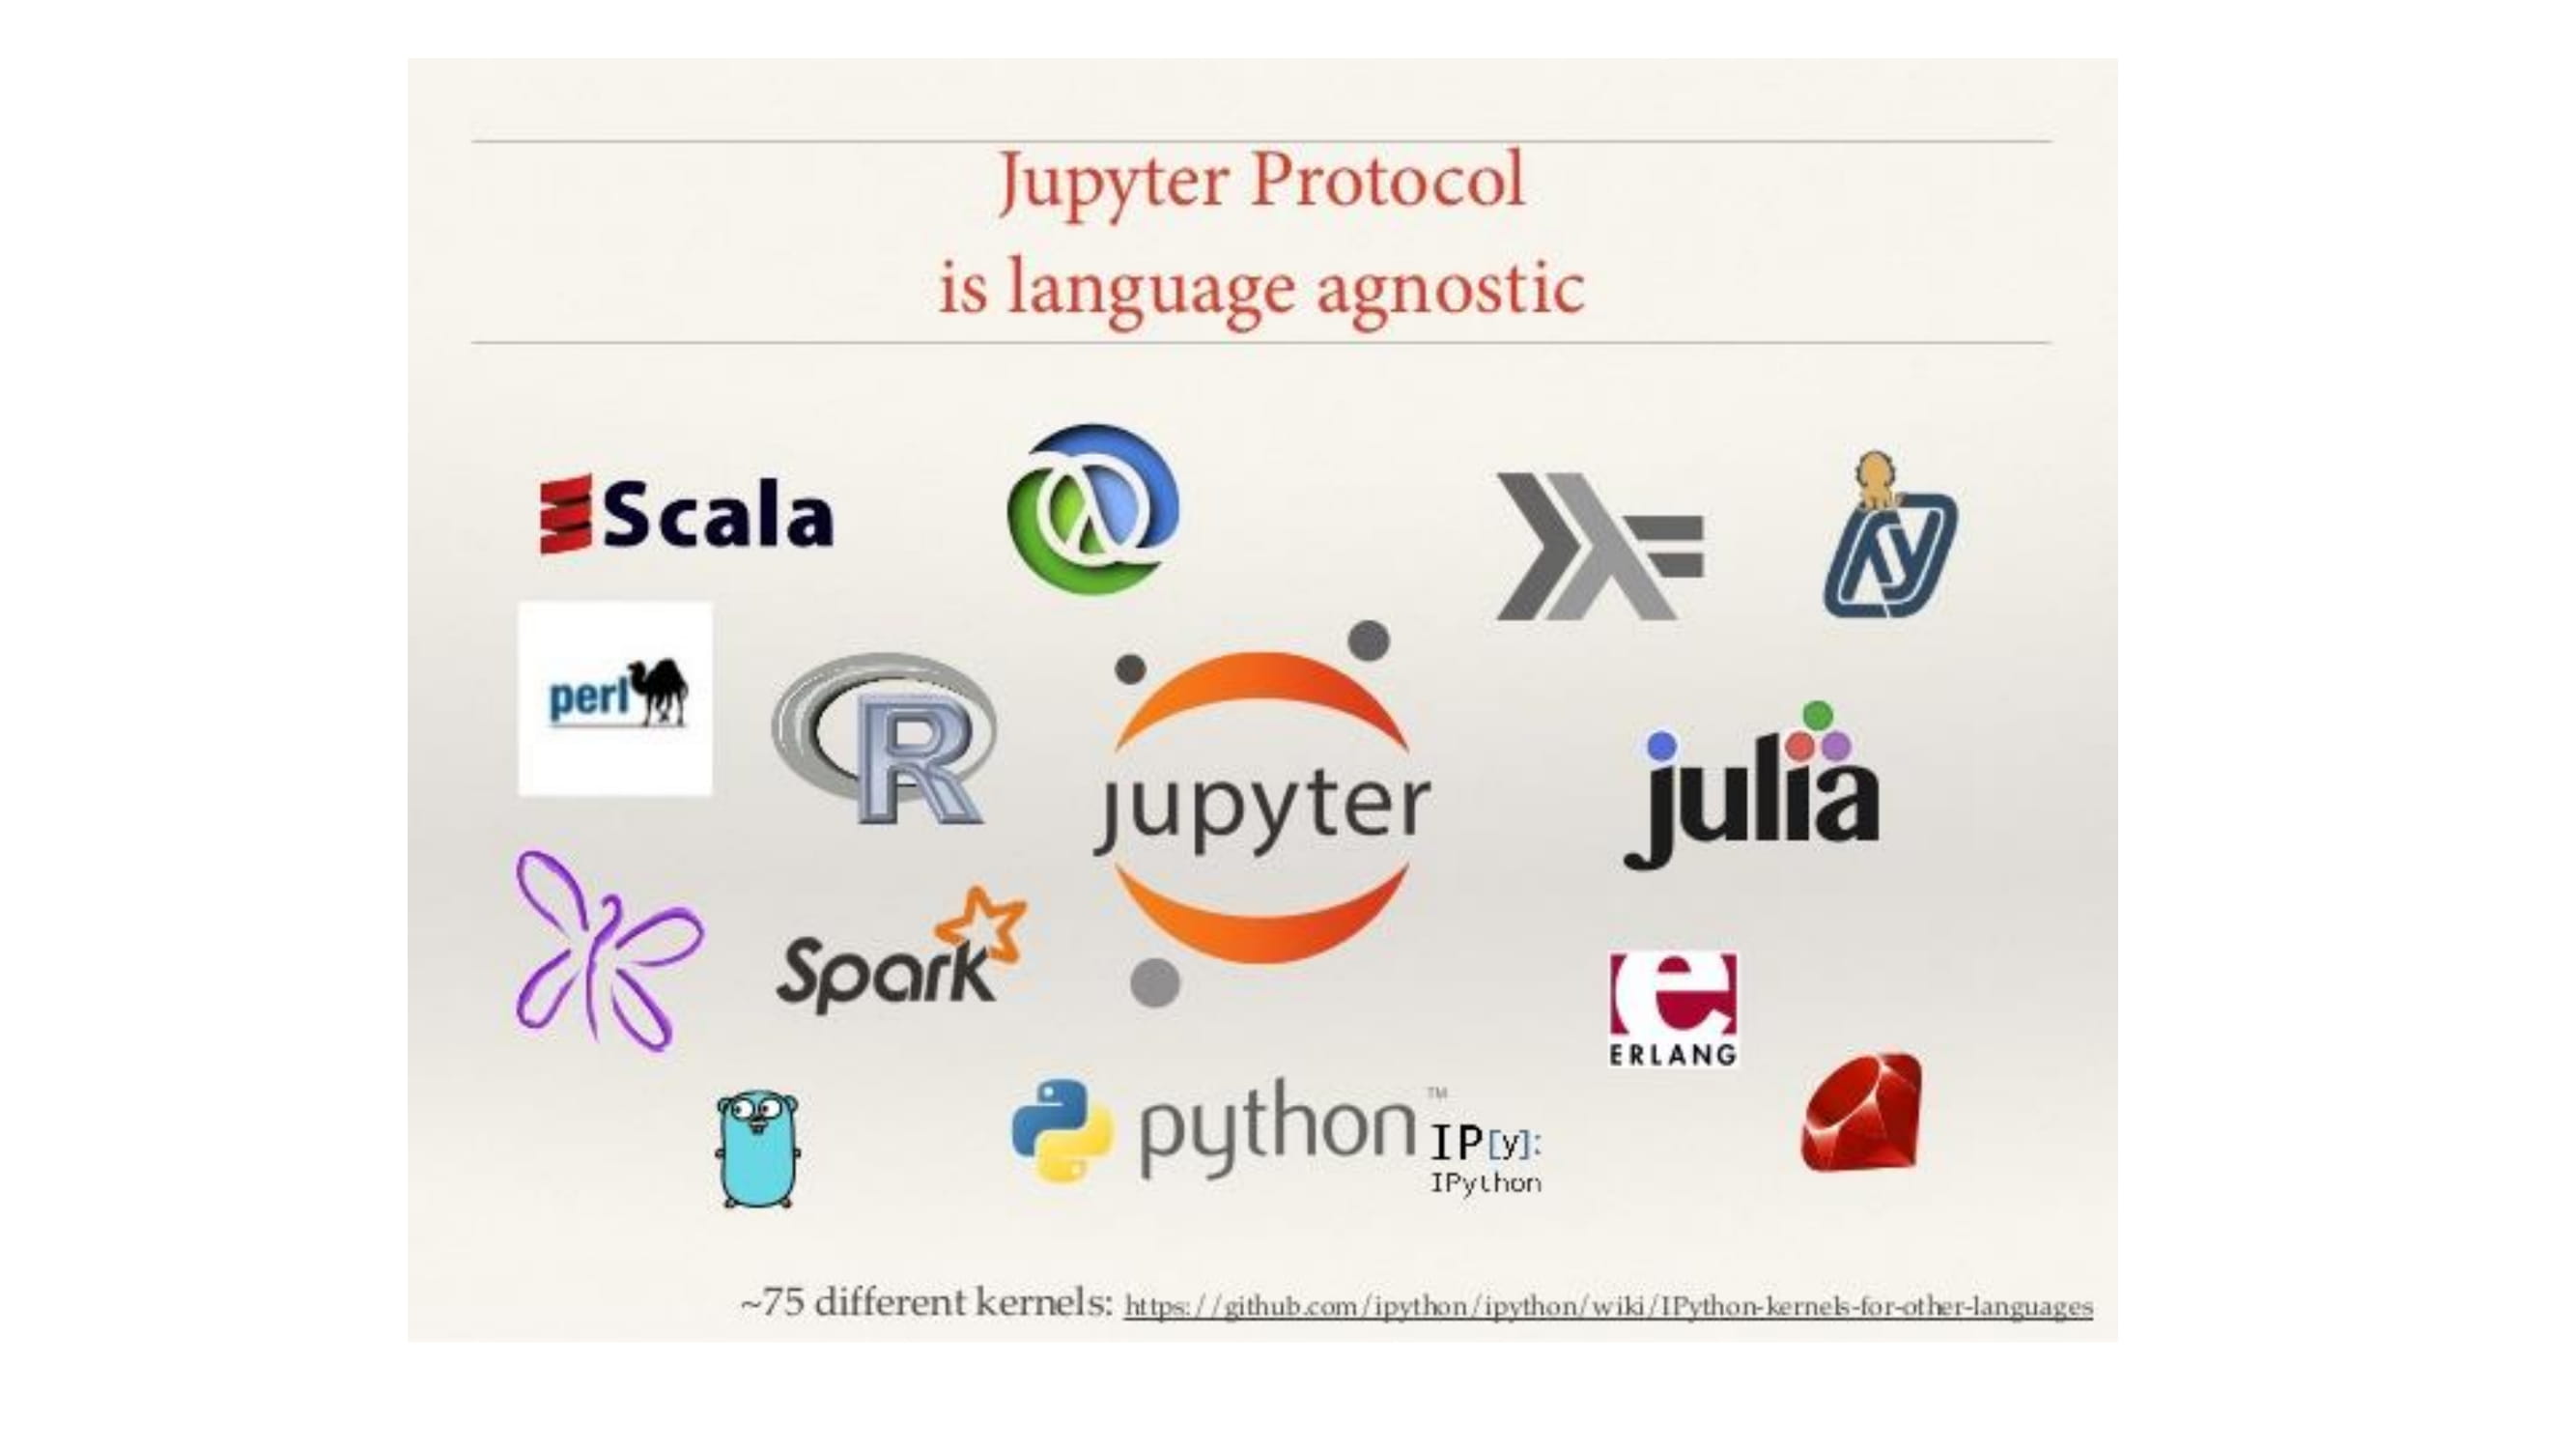 Jupyter Protocol
is language agnostic
Scala
perl
R
jupyter
julia
Spark
ERLANG
python™
IP[y]:
IPython
~75 different kernels: https://github.com/ipython/ipython/wiki/IPython-kernels-for-other-languages